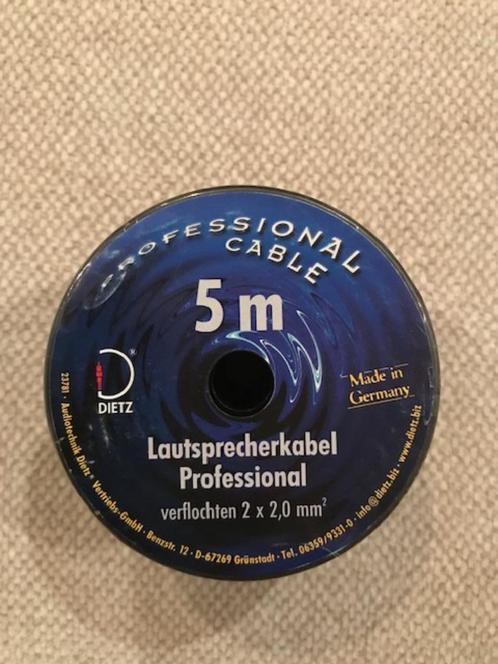 PROFESSIONAL
CABLE
5 m
DIETZ®
Made in
Germany
Lautsprecherkabel
Professional
verflochten 2 x 2,0 mm²
23781 · Audiotechnik Dietz® Vertriebs-GmbH · Benzstr. 12 · D-67269 Grünstadt · Tel. 06359/9331-0 · info@dietz.biz · www.dietz.biz